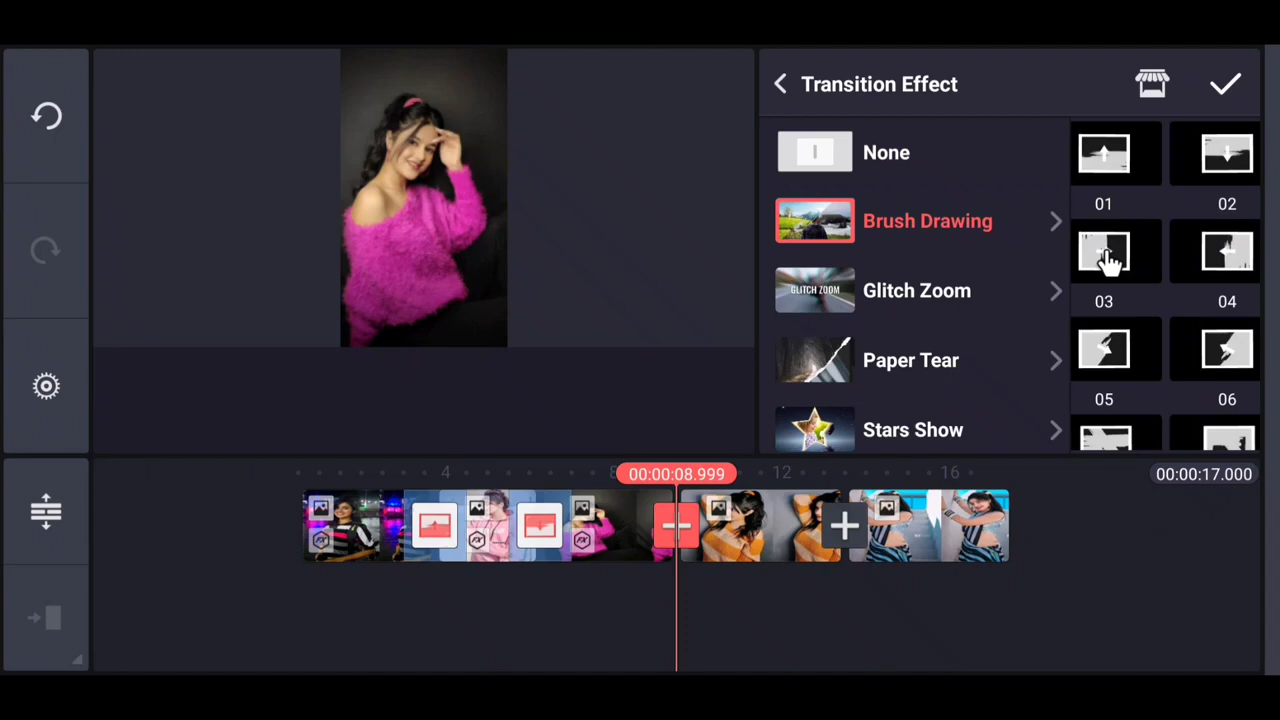 Transition Effect
None
01
02
Brush Drawing
03
04
GLITCH ZOOM
Glitch Zoom
Paper Tear
05
06
Stars Show
4
8
00:00:08.999
12
16
00:00:17.000